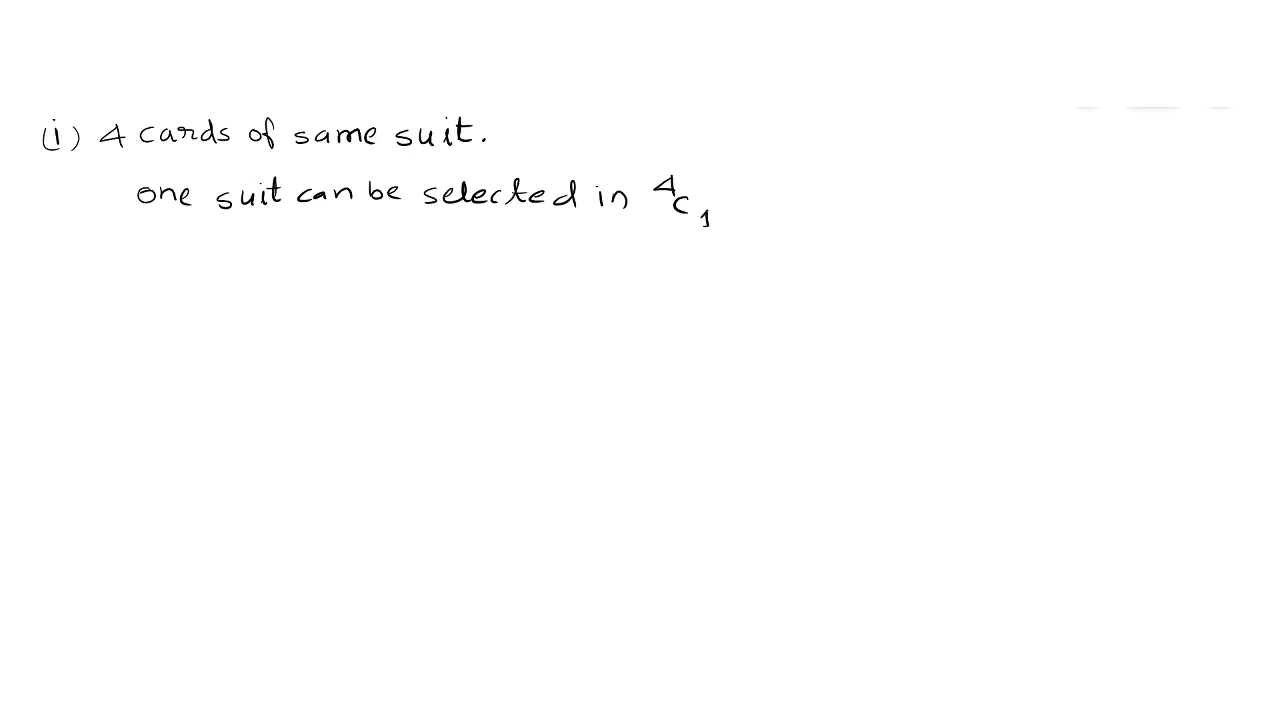 (i) 4 cards of same suit.
one suit can be selected in ⁴C₁